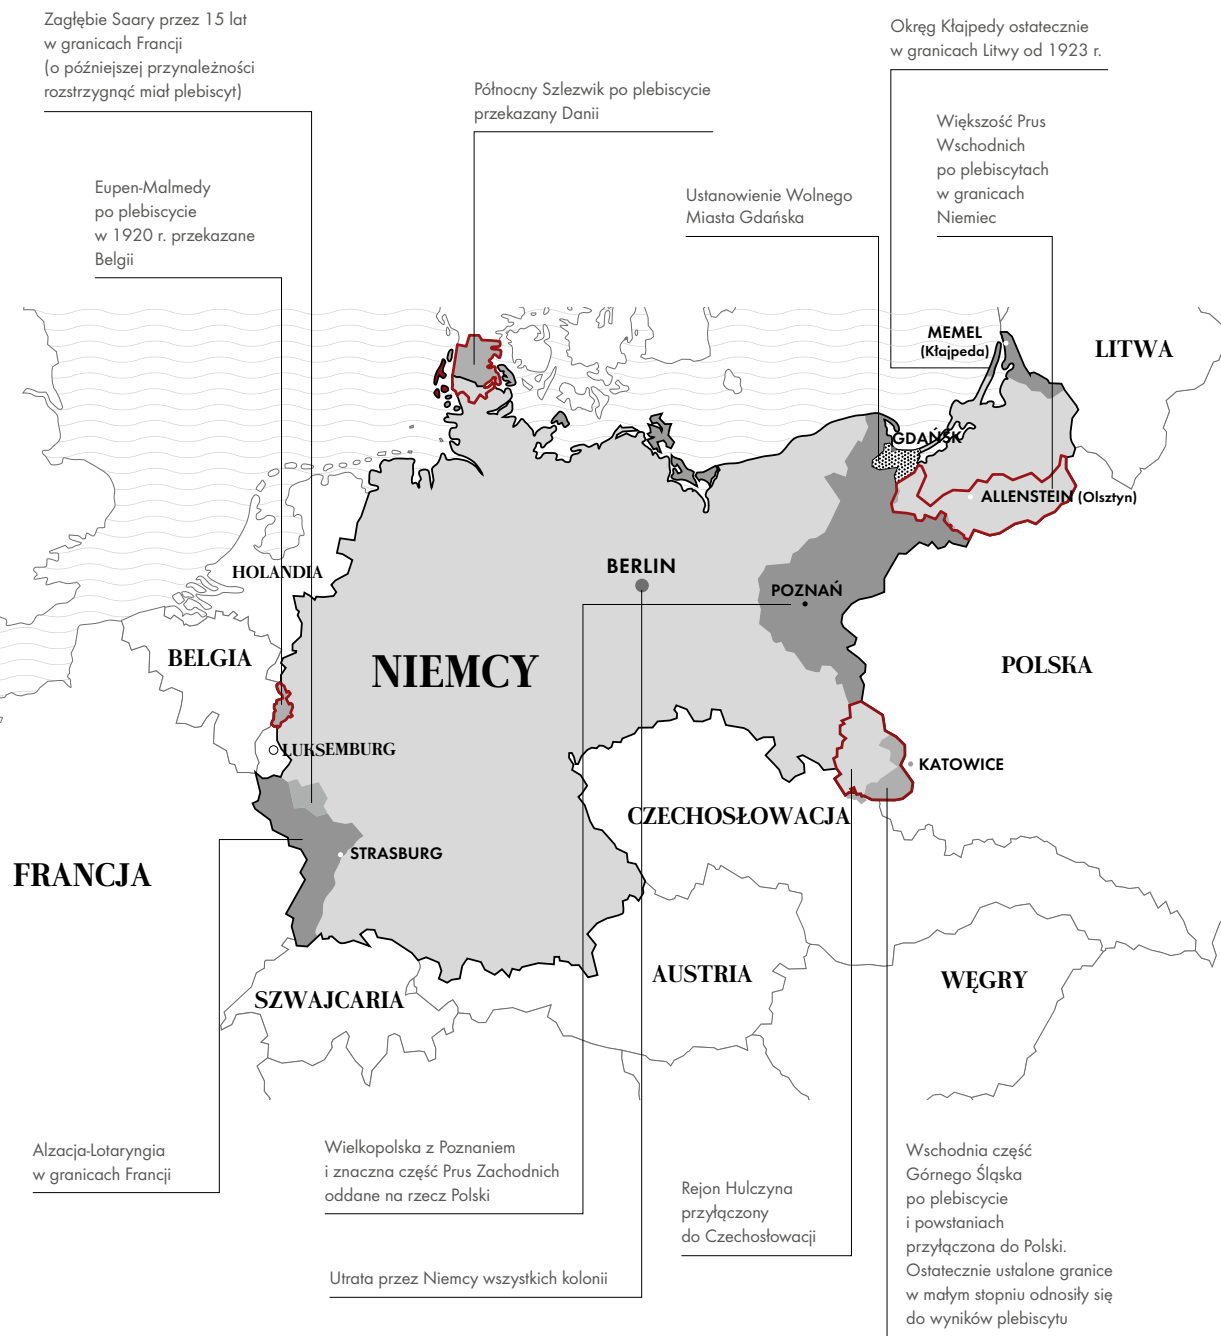 Zagłębie Saary przez 15 lat
w granicach Francji
(o późniejszej przynależności
rozstrzygnąć miał plebiscyt)
Okręg Kłajpedy ostatecznie
w granicach Litwy od 1923 r.
Północny Szlezwik po plebiscycie
przekazany Danii
Większość Prus
Wschodnich
po plebiscytach
w granicach
Niemiec
Eupen-Malmedy
po plebiscycie
w 1920 r. przekazane
Belgii
Ustanowienie Wolnego
Miasta Gdańska
MEMEL
(Kłajpeda)
LITWA
GDAŃSK
ALLENSTEIN (Olsztyn)
HOLANDIA
BERLIN
POZNAŃ
BELGIA
NIEMCY
POLSKA
LUKSEMBURG
KATOWICE
CZECHOSŁOWACJA
STRASBURG
FRANCJA
AUSTRIA
WĘGRY
SZWAJCARIA
Alzacja-Lotaryngia
w granicach Francji
Wielkopolska z Poznaniem
i znaczna część Prus Zachodnich
oddane na rzecz Polski
Rejon Hulczyna
przyłączony
do Czechosłowacji
Wschodnia część
Górnego Śląska
po plebiscycie
i powstaniach
przyłączona do Polski.
Ostatecznie ustalone granice
w małym stopniu odnosiły się
do wyników plebiscytu
Utrata przez Niemcy wszystkich kolonii